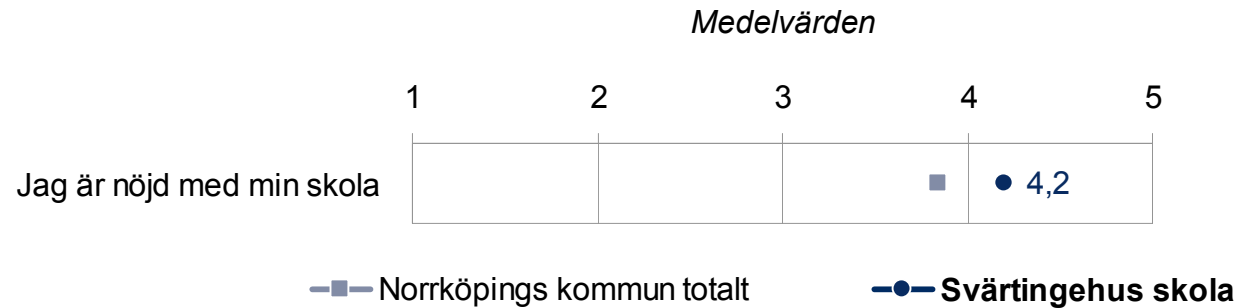 Medelvärden
1 2 3 4 5
Jag är nöjd med min skola 4,2
Norrköpings kommun totalt Svärtingehus skola